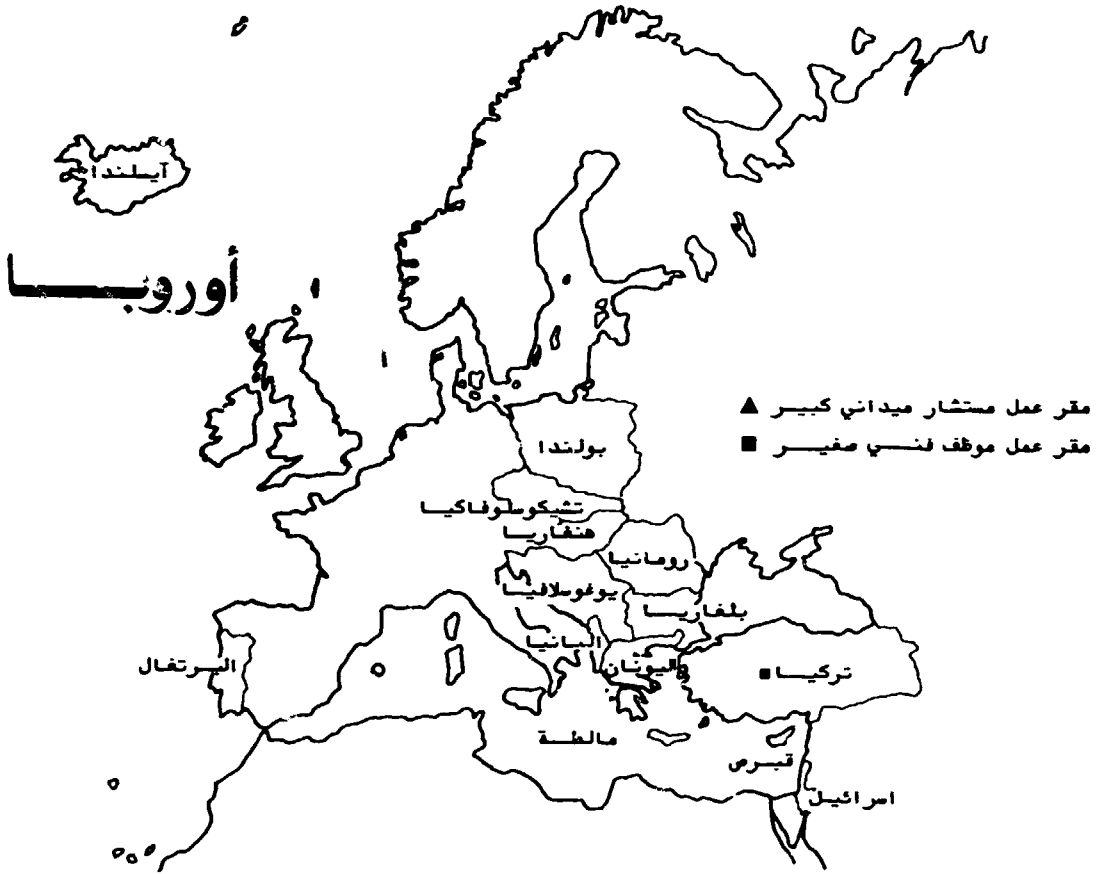 آيسلندا
أوروبا
▲ مقر عمل مستشار ميداني كبير
■ مقر عمل موظف فني صغير
بولندا
تشيكوسلوفاكيا
هنغاريا
رومانيا
يوغوسلافيا
بلغاريا
البانيا
اليونان
البرتغال
تركيا
مالطة
قبرص
اسرائيل